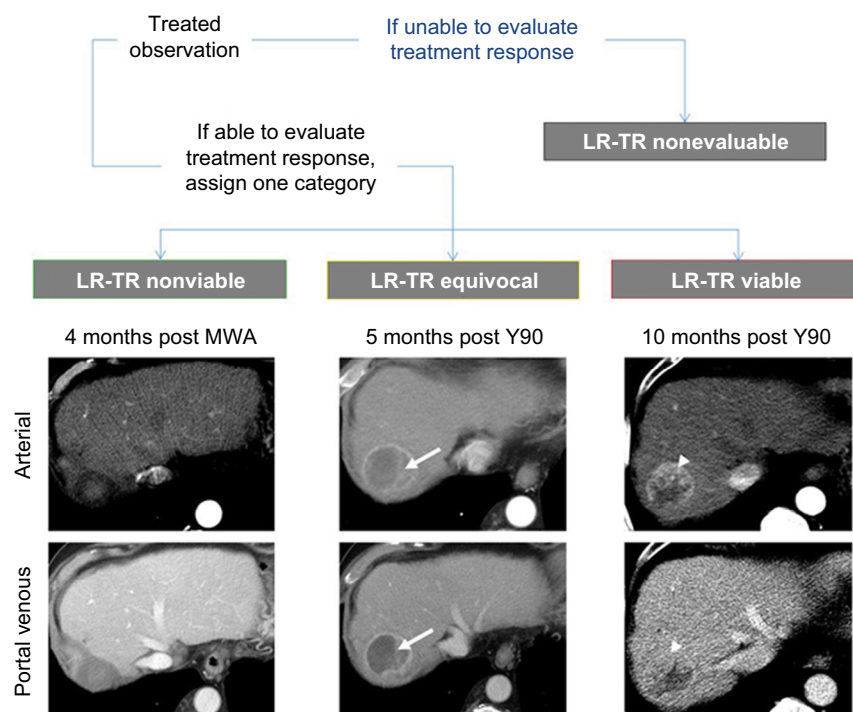 Treated
observation
If unable to evaluate
treatment response
If able to evaluate
treatment response,
assign one category
LR-TR nonevaluable
LR-TR nonviable
LR-TR equivocal
LR-TR viable
4 months post MWA
5 months post Y90
10 months post Y90
Arterial
Portal venous